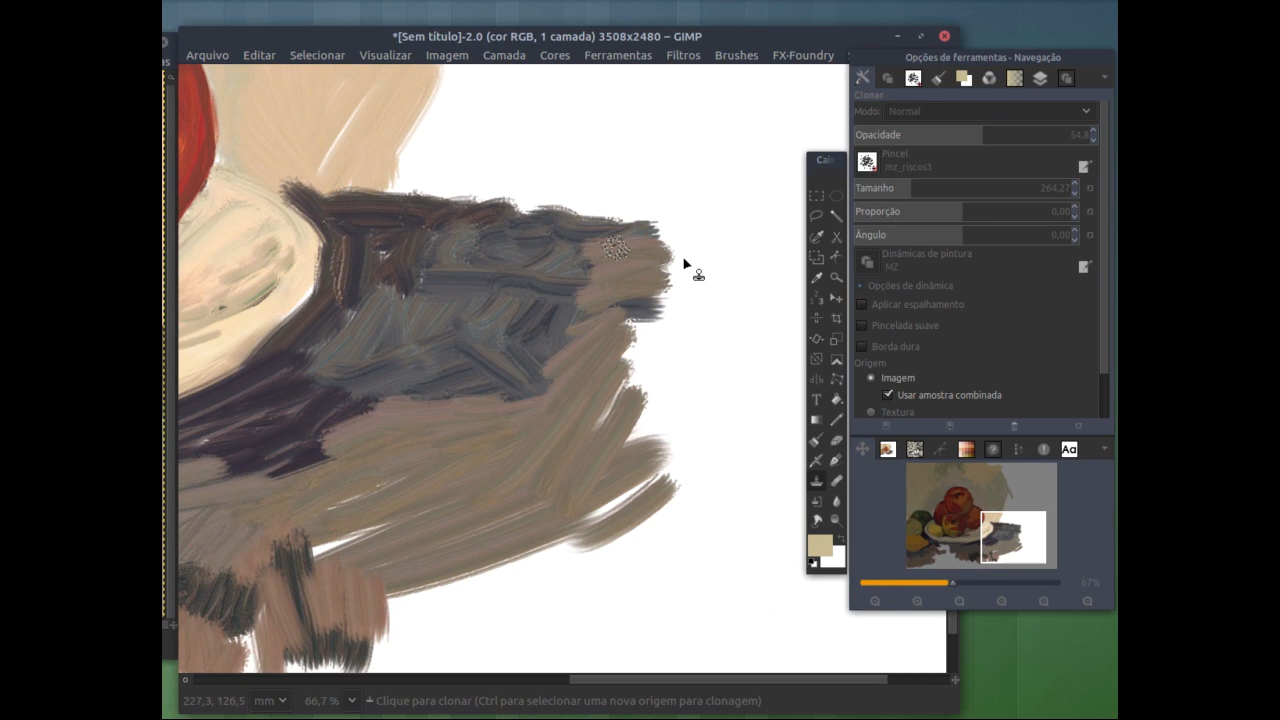 *[Sem título]-2.0 (cor RGB, 1 camada) 3508x2480 – GIMP
Arquivo Editar Selecionar Visualizar Imagem Camada Cores Ferramentas Filtros Brushes FX-Foundry
as
Opções de ferramentas - Navegação
Clonar
Modo: Normal
Opacidade 54,8
Pincel
mz_riscos3
Tamanho 264,27
Proporção 0,00
Ângulo 0,00
Dinâmicas de pintura
MZ
Opções de dinâmica
Aplicar espalhamento
Pincelada suave
Borda dura
Origem
Imagem
Usar amostra combinada
Textura
Caix
Aa
67%
227,3, 126,5 mm 66,7 % Clique para clonar (Ctrl para selecionar uma nova origem para clonagem)